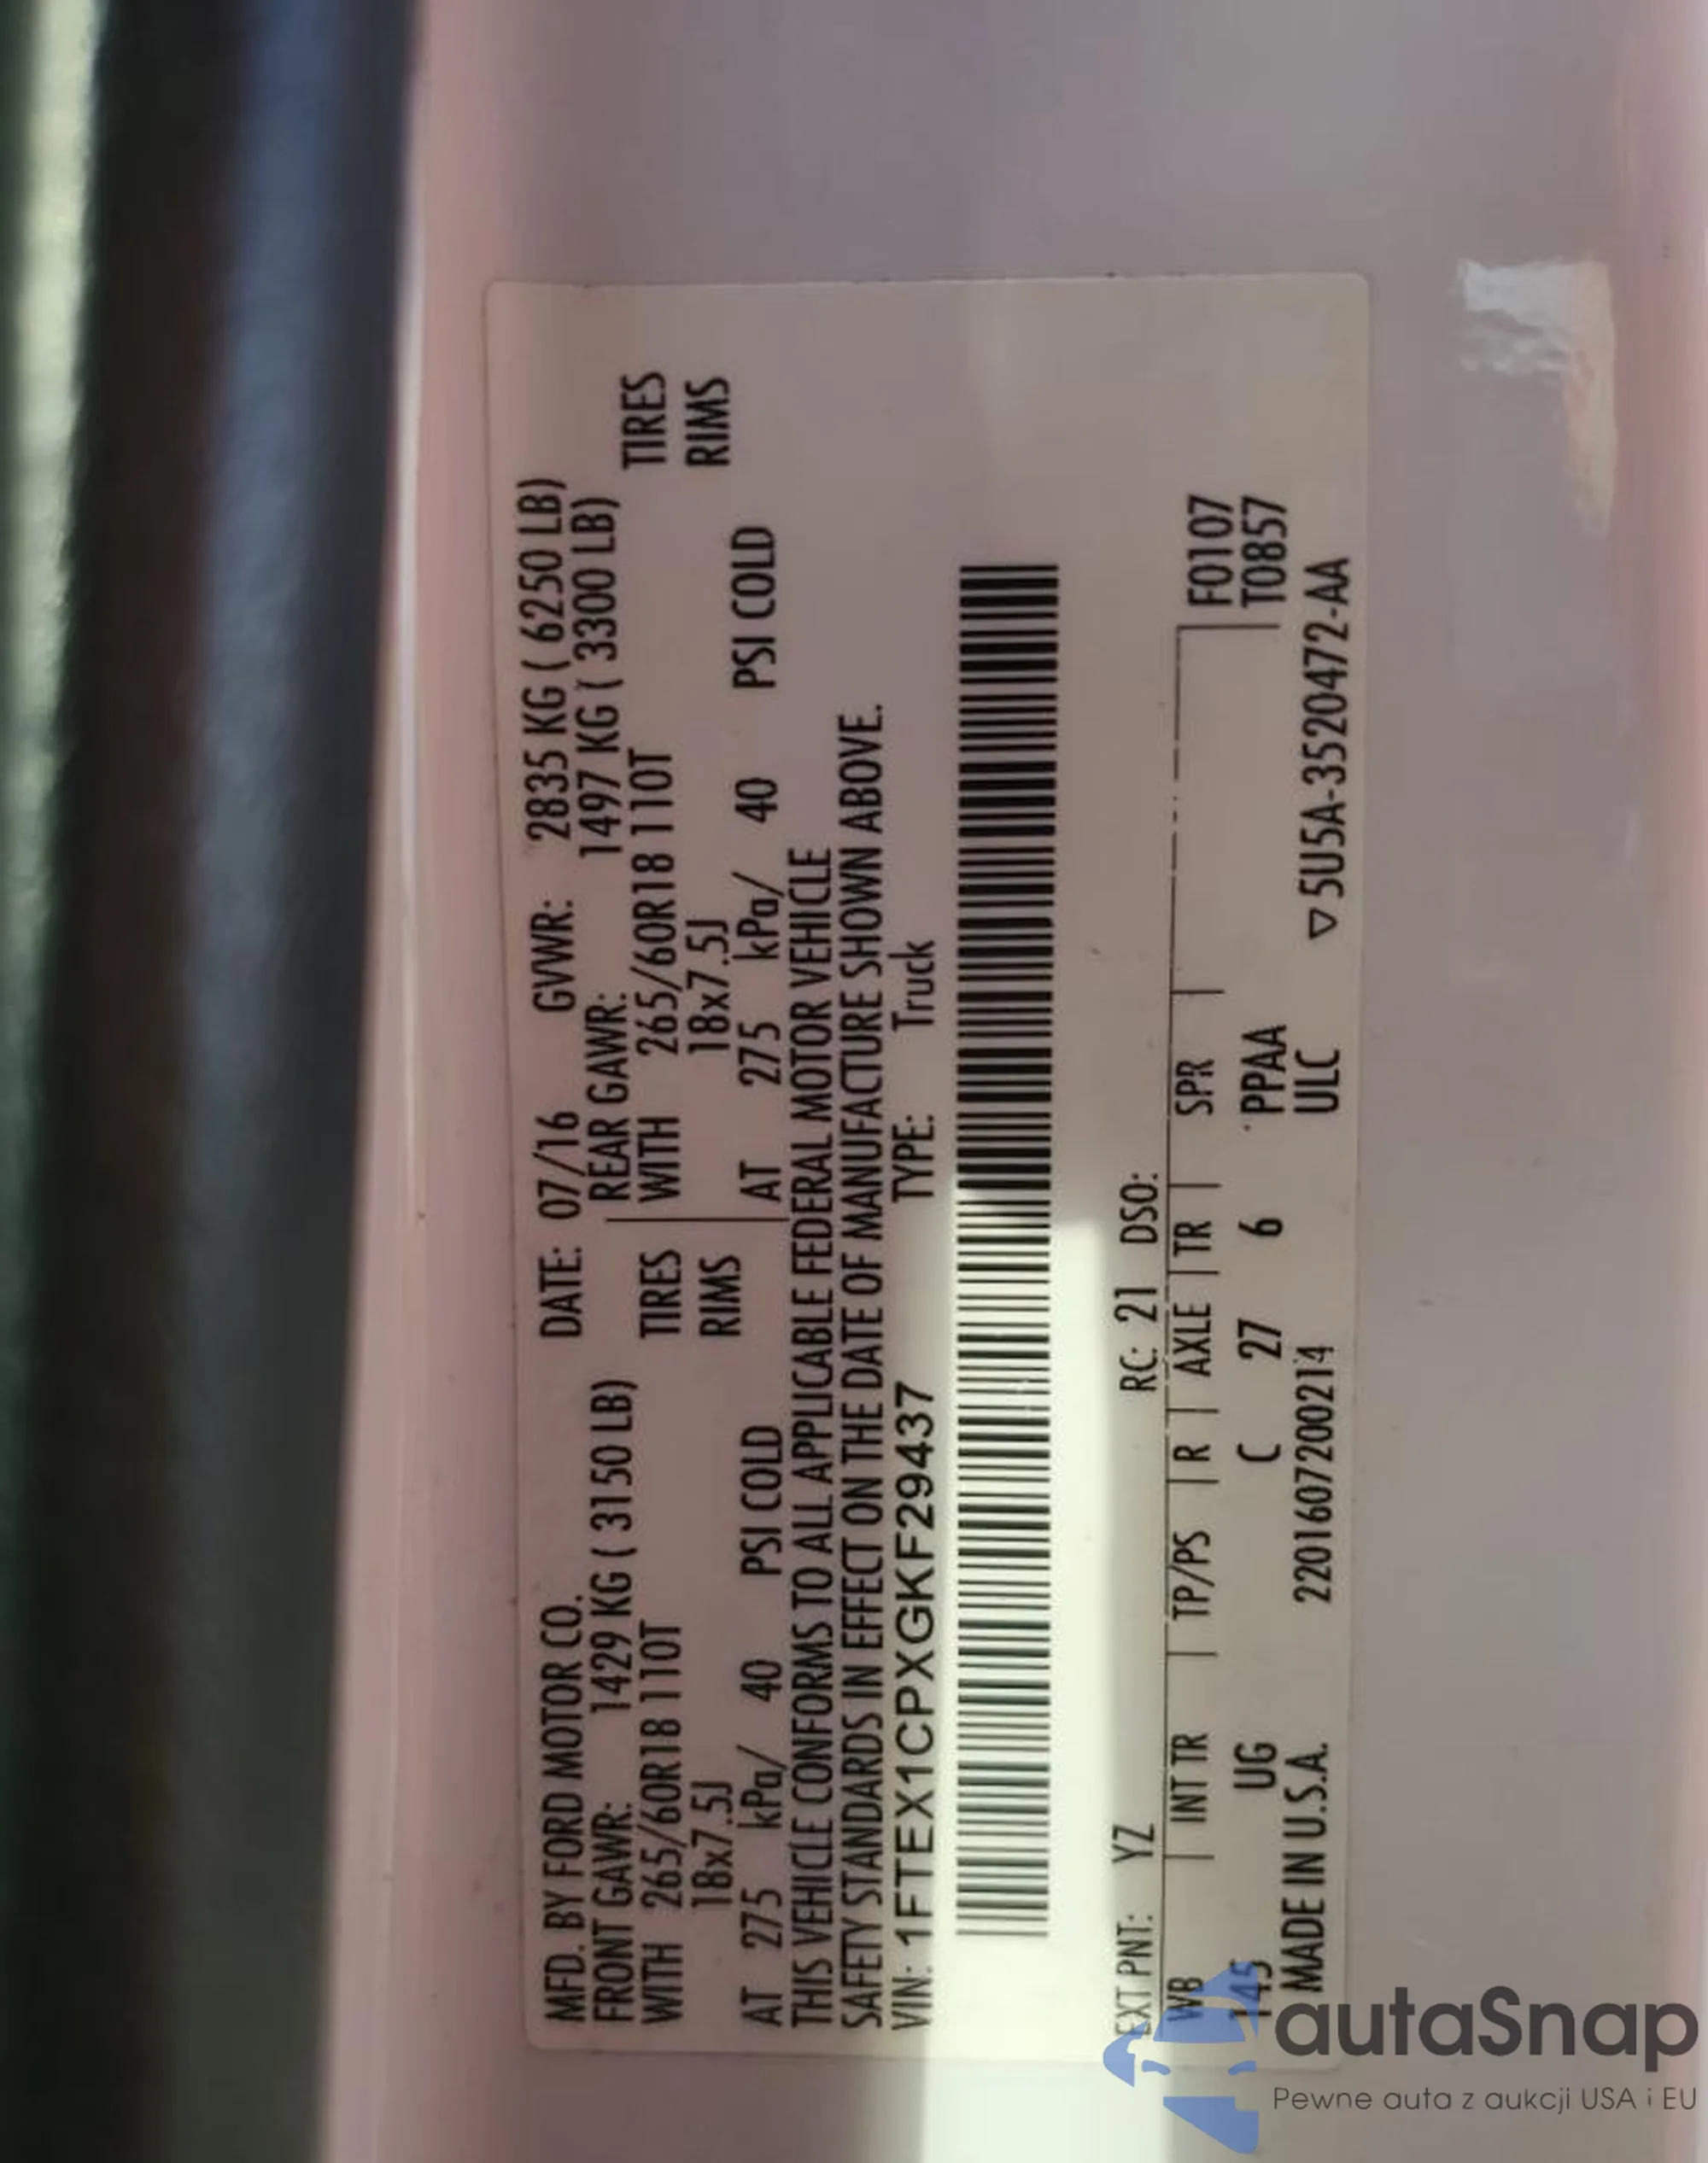 MFD. BY FORD MOTOR CO. DATE: 07/16 GVWR: 2835 KG ( 6250 LB)
FRONT GAWR: 1429 KG ( 3150 LB) REAR GAWR: 1497 KG ( 3300 LB)
WITH 265/60R18 110T TIRES WITH 265/60R18 110T TIRES
18x7.5J RIMS 18x7.5J RIMS
AT 275 kPa/ 40 PSI COLD AT 275 kPa/ 40 PSI COLD
THIS VEHICLE CONFORMS TO ALL APPLICABLE FEDERAL MOTOR VEHICLE
SAFETY STANDARDS IN EFFECT ON THE DATE OF MANUFACTURE SHOWN ABOVE.
VIN: 1FTEX1CPXGKF29437 TYPE: Truck
EXT PNT: YZ RC: 21 DSO:
WB | INT TR | TP/PS | R | AXLE | TR | SPR | F0107
145 UG C 27 6 PPAA T0857
MADE IN U.S.A. 2201607200214 ULC ▽5U5A-3520472-AA
autaSnap
Pewne auta z aukcji USA i EU